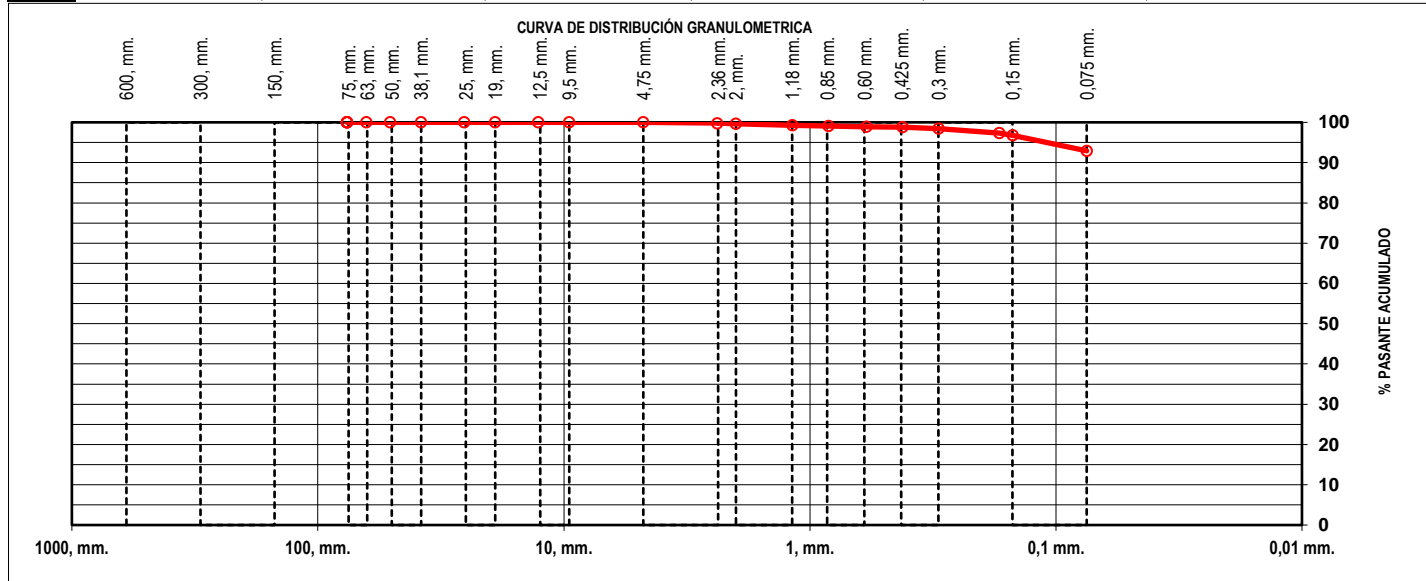 CURVA DE DISTRIBUCIÓN GRANULOMETRICA
600, mm.
300, mm.
150, mm.
75, mm.
63, mm.
50, mm.
38,1 mm.
25, mm.
19, mm.
12,5 mm.
9,5 mm.
4,75 mm.
2,36 mm.
2, mm.
1,18 mm.
0,85 mm.
0,60 mm.
0,425 mm.
0,3 mm.
0,15 mm.
0,075 mm.
100
90
80
70
60
50
40
30
20
10
0
% PASANTE ACUMULADO
1000, mm.
100, mm.
10, mm.
1, mm.
0,1 mm.
0,01 mm.